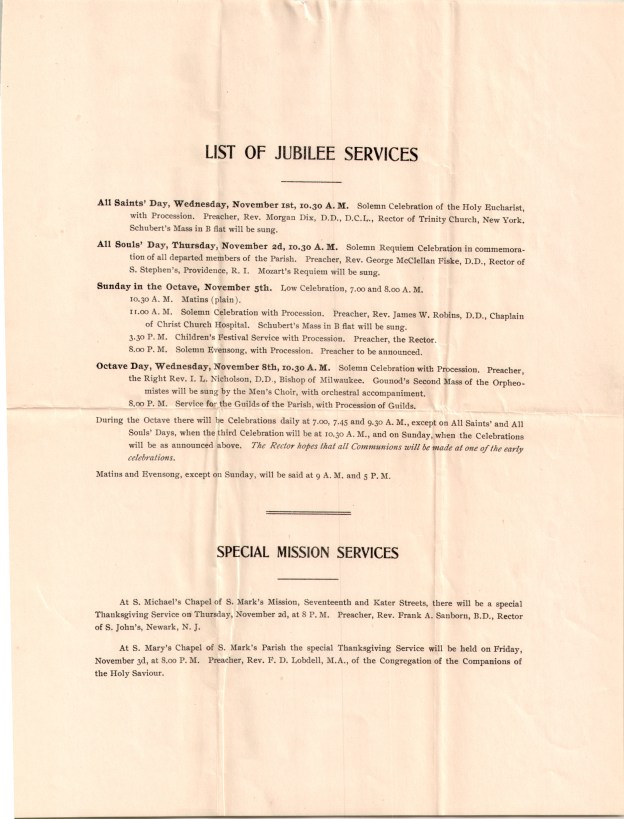 LIST OF JUBILEE SERVICES
All Saints' Day, Wednesday, November 1st, 10.30 A. M. Solemn Celebration of the Holy Eucharist,
with Procession. Preacher, Rev. Morgan Dix, D.D., D.C.L., Rector of Trinity Church, New York.
Schubert's Mass in B flat will be sung.
All Souls' Day, Thursday, November 2d, 10.30 A. M. Solemn Requiem Celebration in commemora-
tion of all departed members of the Parish. Preacher, Rev. George McClellan Fiske, D.D., Rector of
S. Stephen's, Providence, R. I. Mozart's Requiem will be sung.
Sunday in the Octave, November 5th. Low Celebration, 7.00 and 8.00 A. M.
10.30 A. M. Matins (plain).
11.00 A. M. Solemn Celebration with Procession. Preacher, Rev. James W. Robins, D.D., Chaplain
of Christ Church Hospital. Schubert's Mass in B flat will be sung.
3.30 P. M. Children's Festival Service with Procession. Preacher, the Rector.
8.00 P. M. Solemn Evensong, with Procession. Preacher to be announced.
Octave Day, Wednesday, November 8th, 10.30 A. M. Solemn Celebration with Procession. Preacher,
the Right Rev. I. L. Nicholson, D.D., Bishop of Milwaukee. Gounod's Second Mass of the Orpheo-
mistes will be sung by the Men's Choir, with orchestral accompaniment.
8.00 P. M. Service for the Guilds of the Parish, with Procession of Guilds.
During the Octave there will be Celebrations daily at 7.00, 7.45 and 9.30 A. M., except on All Saints' and All
Souls' Days, when the third Celebration will be at 10.30 A. M., and on Sunday, when the Celebrations
will be as announced above. The Rector hopes that all Communions will be made at one of the early
celebrations.
Matins and Evensong, except on Sunday, will be said at 9 A. M. and 5 P. M.
SPECIAL MISSION SERVICES
At S. Michael's Chapel of S. Mark's Mission, Seventeenth and Kater Streets, there will be a special
Thanksgiving Service on Thursday, November 2d, at 8 P. M. Preacher, Rev. Frank A. Sanborn, B.D., Rector
of S. John's, Newark, N. J.
At S. Mary's Chapel of S. Mark's Parish the special Thanksgiving Service will be held on Friday,
November 3d, at 8.00 P. M. Preacher, Rev. F. D. Lobdell, M.A., of the Congregation of the Companions of
the Holy Saviour.